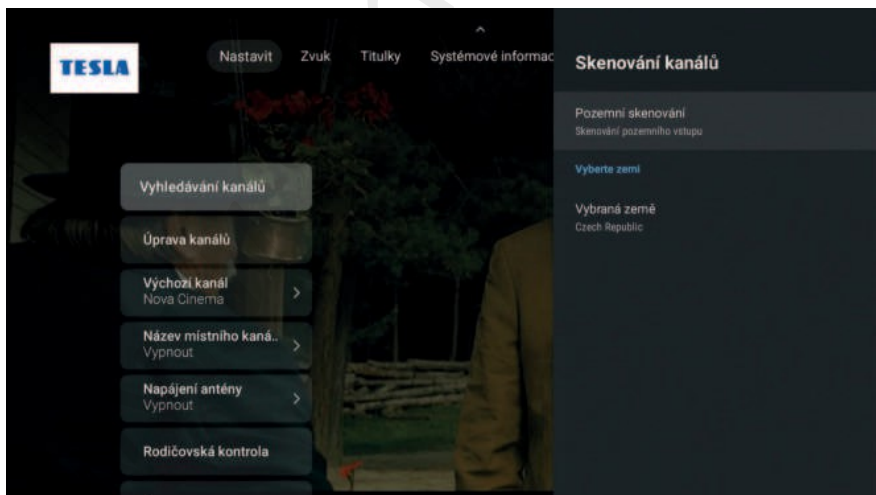 TESLA
Nastavit Zvuk Titulky Systémové informac
Vyhledávání kanálů
Úprava kanálů
Výchozí kanál
Nova Cinema
Název místního kaná..
Vypnout
Napájení antény
Vypnout
Rodičovská kontrola
Skenování kanálů
Pozemní skenování
Skenování pozemního vstupu
Vyberte zemi
Vybraná země
Czech Republic